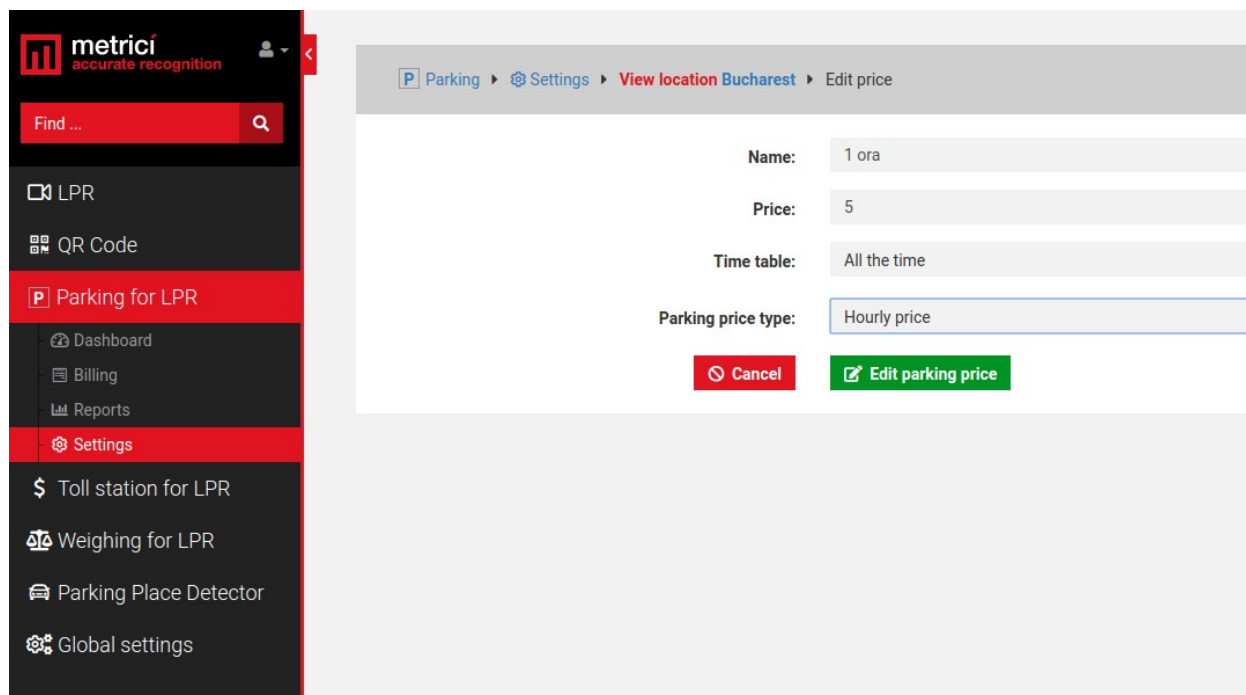 metrici
accurate recognition
Find ...
LPR
QR Code
P Parking for LPR
Dashboard
Billing
Reports
Settings
$ Toll station for LPR
Weighing for LPR
Parking Place Detector
Global settings
P Parking Settings View location Bucharest Edit price
Name: 1 ora
Price: 5
Time table: All the time
Parking price type: Hourly price
Cancel Edit parking price